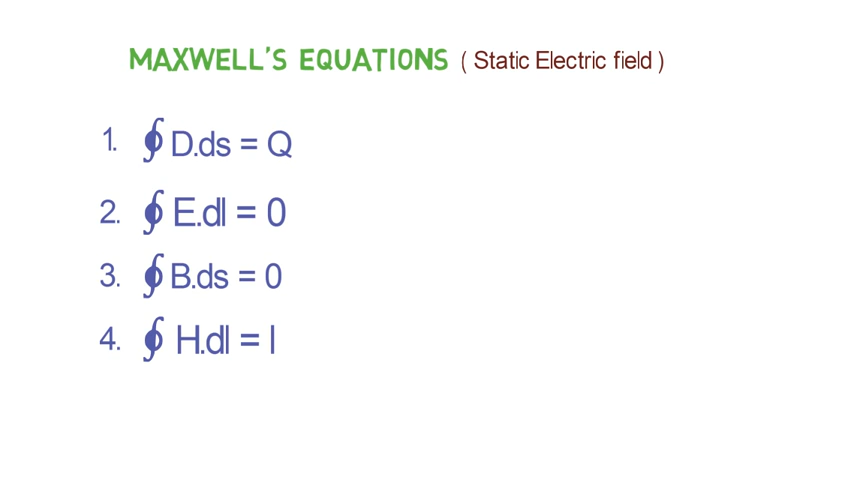 MAXWELL'S EQUATIONS ( Static Electric field )
1. ∮ D.ds = Q
2. ∮ E.dl = 0
3. ∮ B.ds = 0
4. ∮ H.dl = I